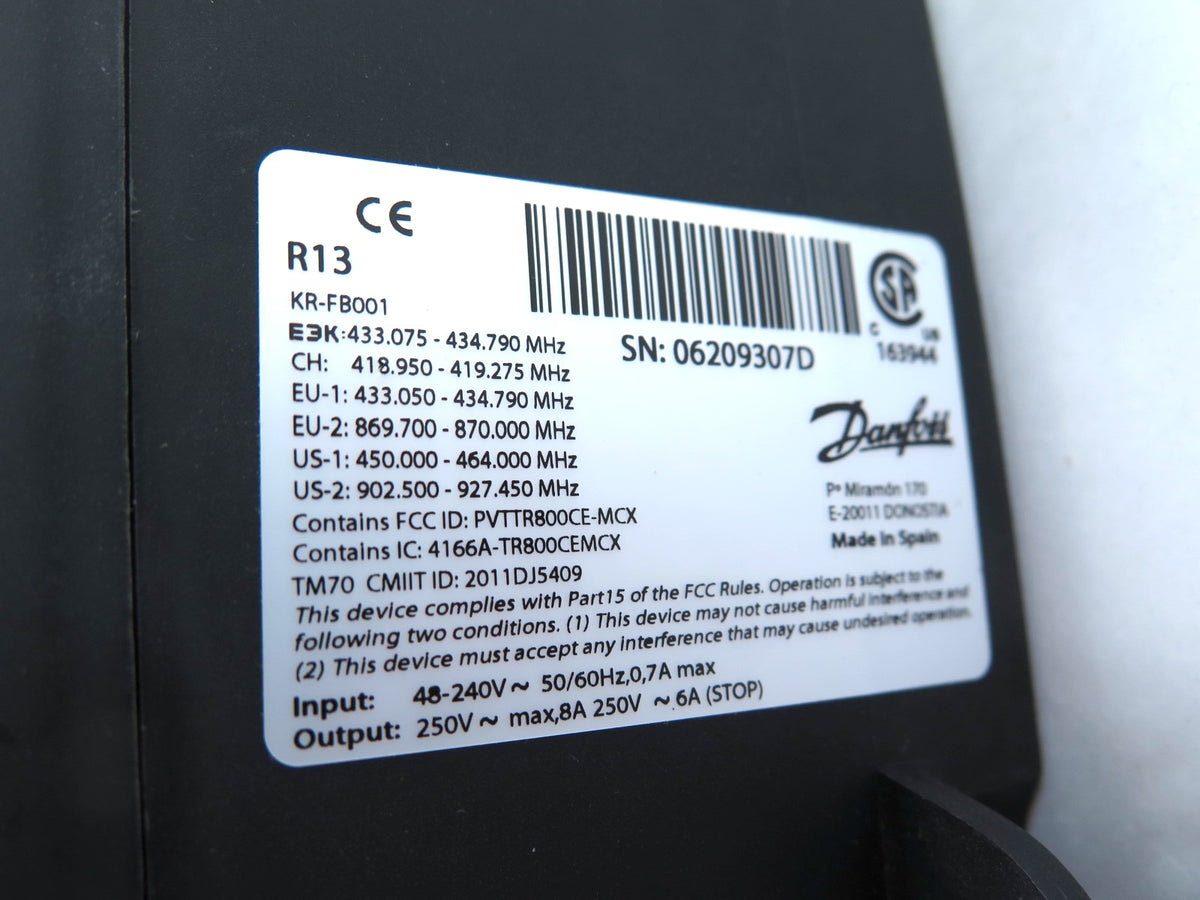 CE
R13
KR-FB001
ЕЭК:433.075 - 434.790 MHz
CH: 418.950 - 419.275 MHz
EU-1: 433.050 - 434.790 MHz
EU-2: 869.700 - 870.000 MHz
US-1: 450.000 - 464.000 MHz
US-2: 902.500 - 927.450 MHz
Contains FCC ID: PVTTR800CE-MCX
Contains IC: 4166A-TR800CEMCX
TM70 CMIIT ID: 2011DJ5409
This device complies with Part15 of the FCC Rules. Operation is subject to the
following two conditions. (1) This device may not cause harmful interference and
(2) This device must accept any interference that may cause undesired operation.
Input: 48-240V ~ 50/60Hz,0,7A max
Output: 250V ~ max,8A 250V ~.6A (STOP)
SN: 06209307D
CSA
C US
163944
Danfoss
Pº Miramón 170
E-20011 DONOSTIA
Made in Spain